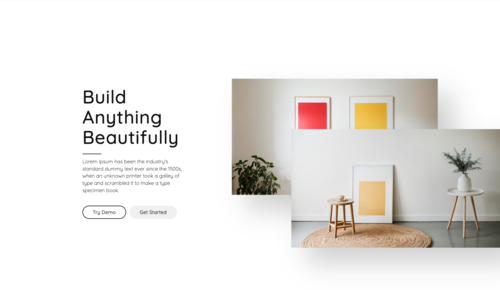 Build
Anything
Beautifully
Lorem Ipsum has been the industry's
standard dummy text ever since the 1500s,
when an unknown printer took a galley of
type and scrambled it to make a type
specimen book.
Try Demo
Get Started